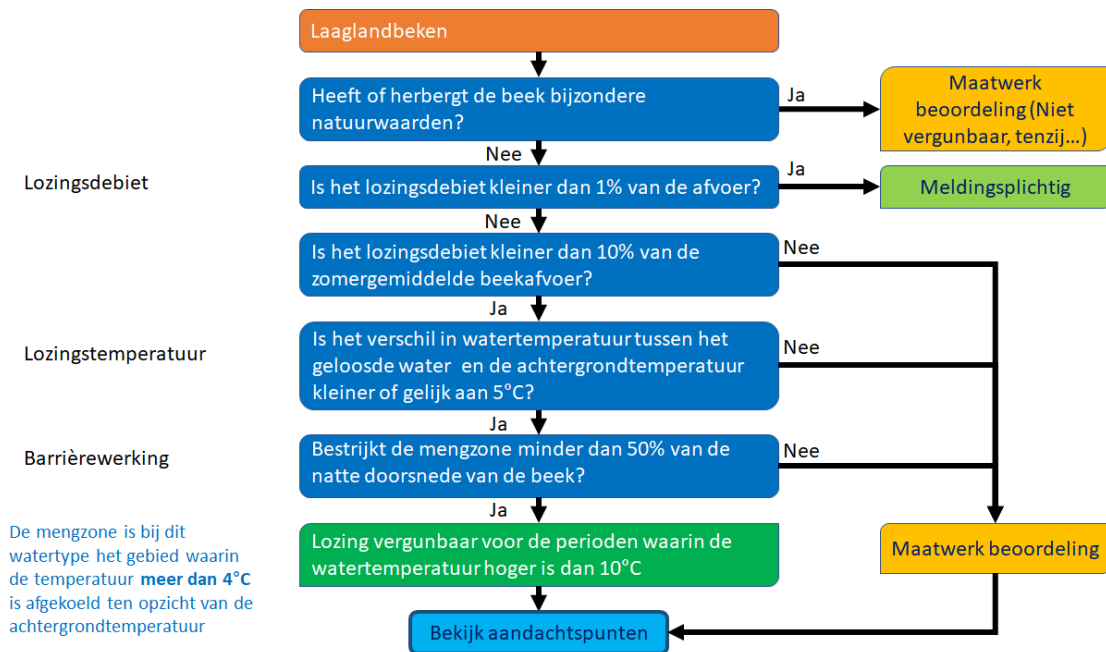 Laaglandbeken
Heeft of herbergt de beek bijzondere
natuurwaarden?
Ja
Maatwerk
beoordeling (Niet
vergunbaar, tenzij...)
Nee
Lozingsdebiet
Is het lozingsdebiet kleiner dan 1% van de afvoer?
Ja
Meldingsplichtig
Nee
Is het lozingsdebiet kleiner dan 10% van de
zomergemiddelde beekafvoer?
Nee
Ja
Lozingstemperatuur
Is het verschil in watertemperatuur tussen het
geloosde water en de achtergrondtemperatuur
kleiner of gelijk aan 5°C?
Nee
Ja
Barrièrewerking
Bestrijkt de mengzone minder dan 50% van de
natte doorsnede van de beek?
Nee
Ja
De mengzone is bij dit
watertype het gebied waarin
de temperatuur meer dan 4°C
is afgekoeld ten opzicht van de
achtergrondtemperatuur
Lozing vergunbaar voor de perioden waarin de
watertemperatuur hoger is dan 10°C
Maatwerk beoordeling
Bekijk aandachtspunten